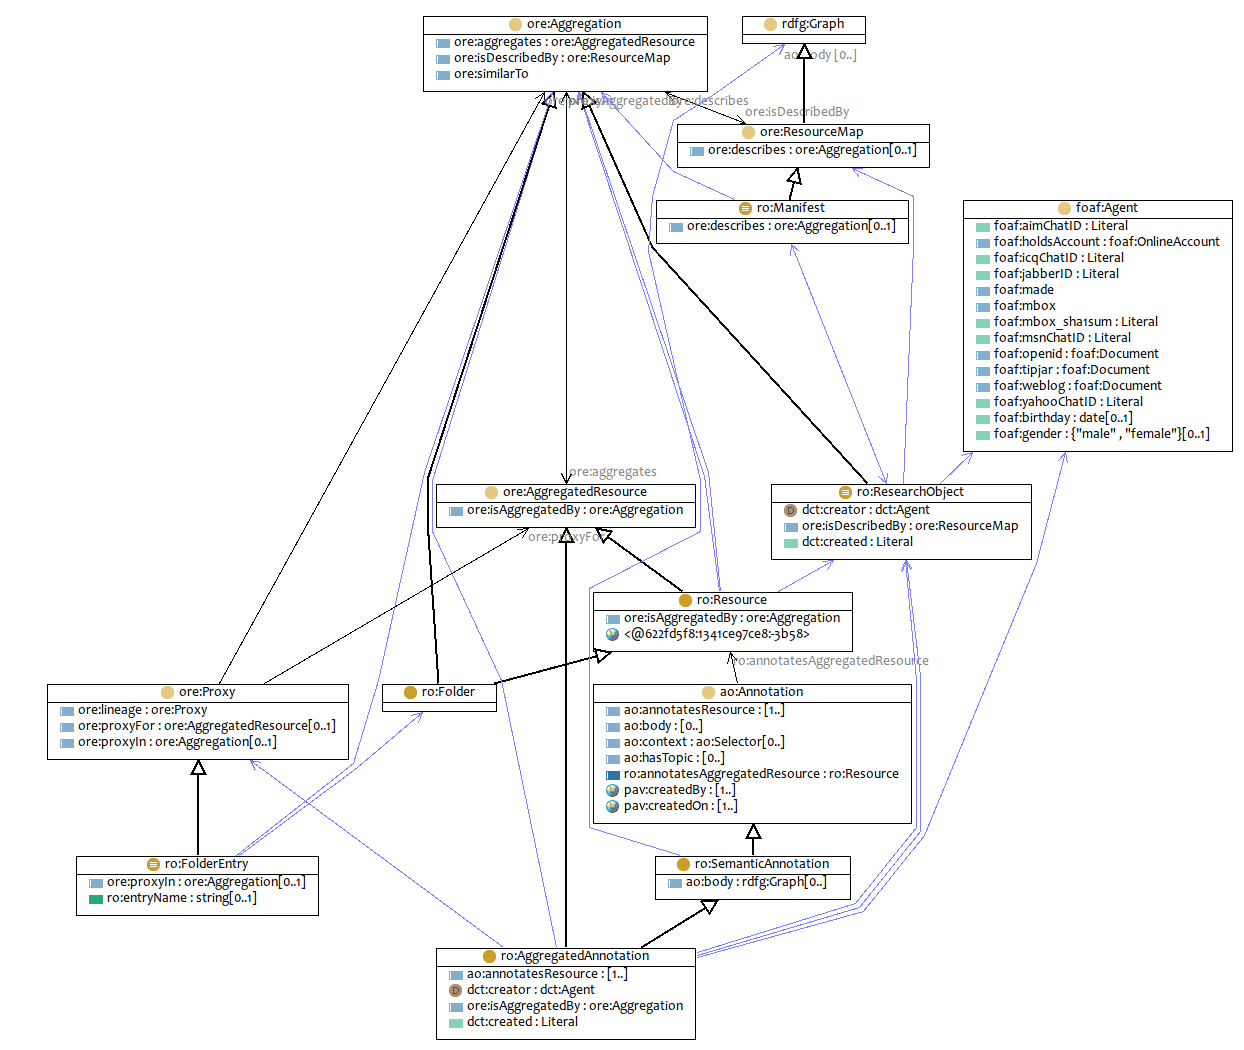 ore:Aggregation
ore:aggregates : ore:AggregatedResource
ore:isDescribedBy : ore:ResourceMap
ore:similarTo
rdfg:Graph
ao:body [0..]
ore:describes
ore:isDescribedBy
ore:ResourceMap
ore:describes : ore:Aggregation[0..1]
ro:Manifest
ore:describes : ore:Aggregation[0..1]
foaf:Agent
foaf:aimChatID : Literal
foaf:holdsAccount : foaf:OnlineAccount
foaf:icqChatID : Literal
foaf:jabberID : Literal
foaf:made
foaf:mbox
foaf:mbox_sha1sum : Literal
foaf:msnChatID : Literal
foaf:openid : foaf:Document
foaf:tipjar : foaf:Document
foaf:weblog : foaf:Document
foaf:yahooChatID : Literal
foaf:birthday : date[0..1]
foaf:gender : {"male" , "female"}[0..1]
ore:aggregates
ore:AggregatedResource
ore:isAggregatedBy : ore:Aggregation
ore:proxyFor
ro:ResearchObject
dct:creator : dct:Agent
ore:isDescribedBy : ore:ResourceMap
dct:created : Literal
ro:Resource
ore:isAggregatedBy : ore:Aggregation
<@622fd5f8:1341ce97ce8:-3b58>
ro:annotatesAggregatedResource
ore:Proxy
ore:lineage : ore:Proxy
ore:proxyFor : ore:AggregatedResource[0..1]
ore:proxyIn : ore:Aggregation[0..1]
ro:Folder
ao:Annotation
ao:annotatesResource : [1..]
ao:body : [0..]
ao:context : ao:Selector[0..]
ao:hasTopic : [0..]
ro:annotatesAggregatedResource : ro:Resource
pav:createdBy : [1..]
pav:createdOn : [1..]
ro:FolderEntry
ore:proxyIn : ore:Aggregation[0..1]
ro:entryName : string[0..1]
ro:SemanticAnnotation
ao:body : rdfg:Graph[0..]
ro:AggregatedAnnotation
ao:annotatesResource : [1..]
dct:creator : dct:Agent
ore:isAggregatedBy : ore:Aggregation
dct:created : Literal